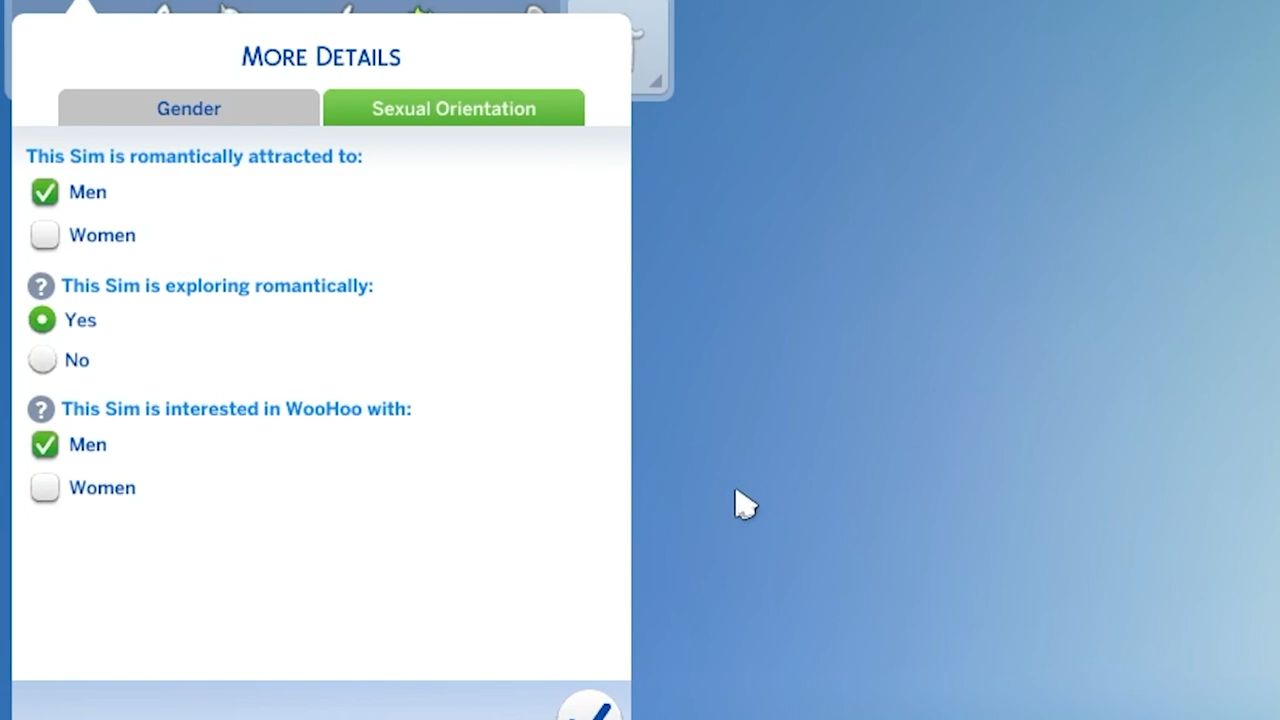 More Details
Gender
Sexual Orientation
This Sim is romantically attracted to:
Men
Women
? This Sim is exploring romantically:
Yes
No
? This Sim is interested in WooHoo with:
Men
Women